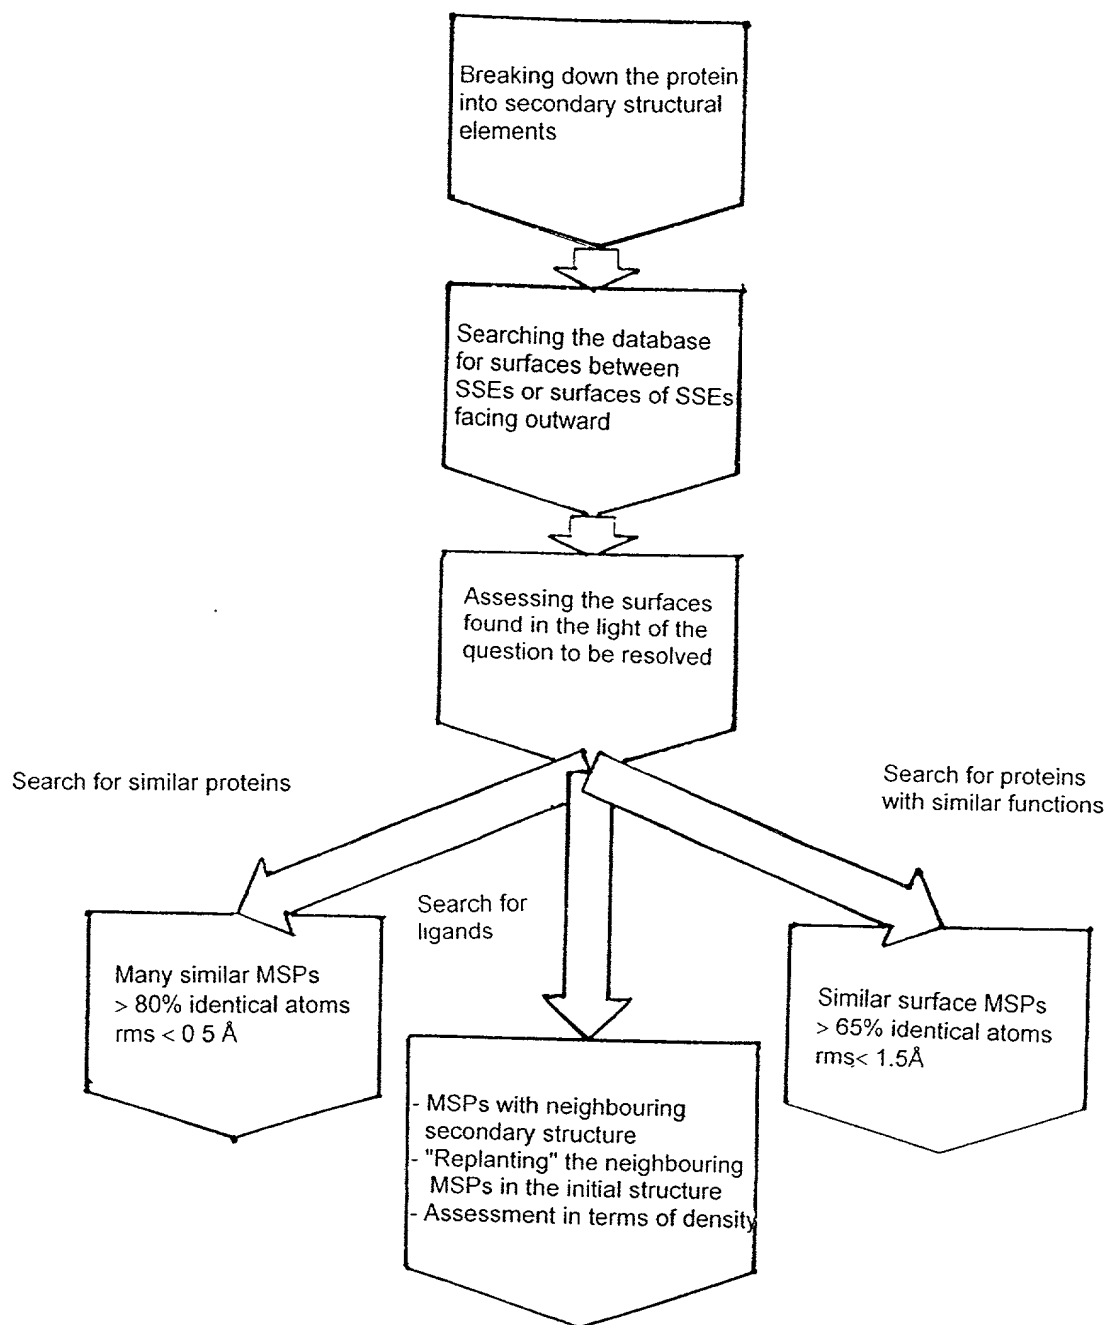 Breaking down the protein
into secondary structural
elements
Searching the database
for surfaces between
SSEs or surfaces of SSEs
facing outward
Assessing the surfaces
found in the light of the
question to be resolved
Search for similar proteins
Search for proteins
with similar functions
Search for
ligands
Many similar MSPs
> 80% identical atoms
rms < 0 5 Å
Similar surface MSPs
> 65% identical atoms
rms< 1.5Å
- MSPs with neighbouring
secondary structure
- "Replanting" the neighbouring
MSPs in the initial structure
- Assessment in terms of density